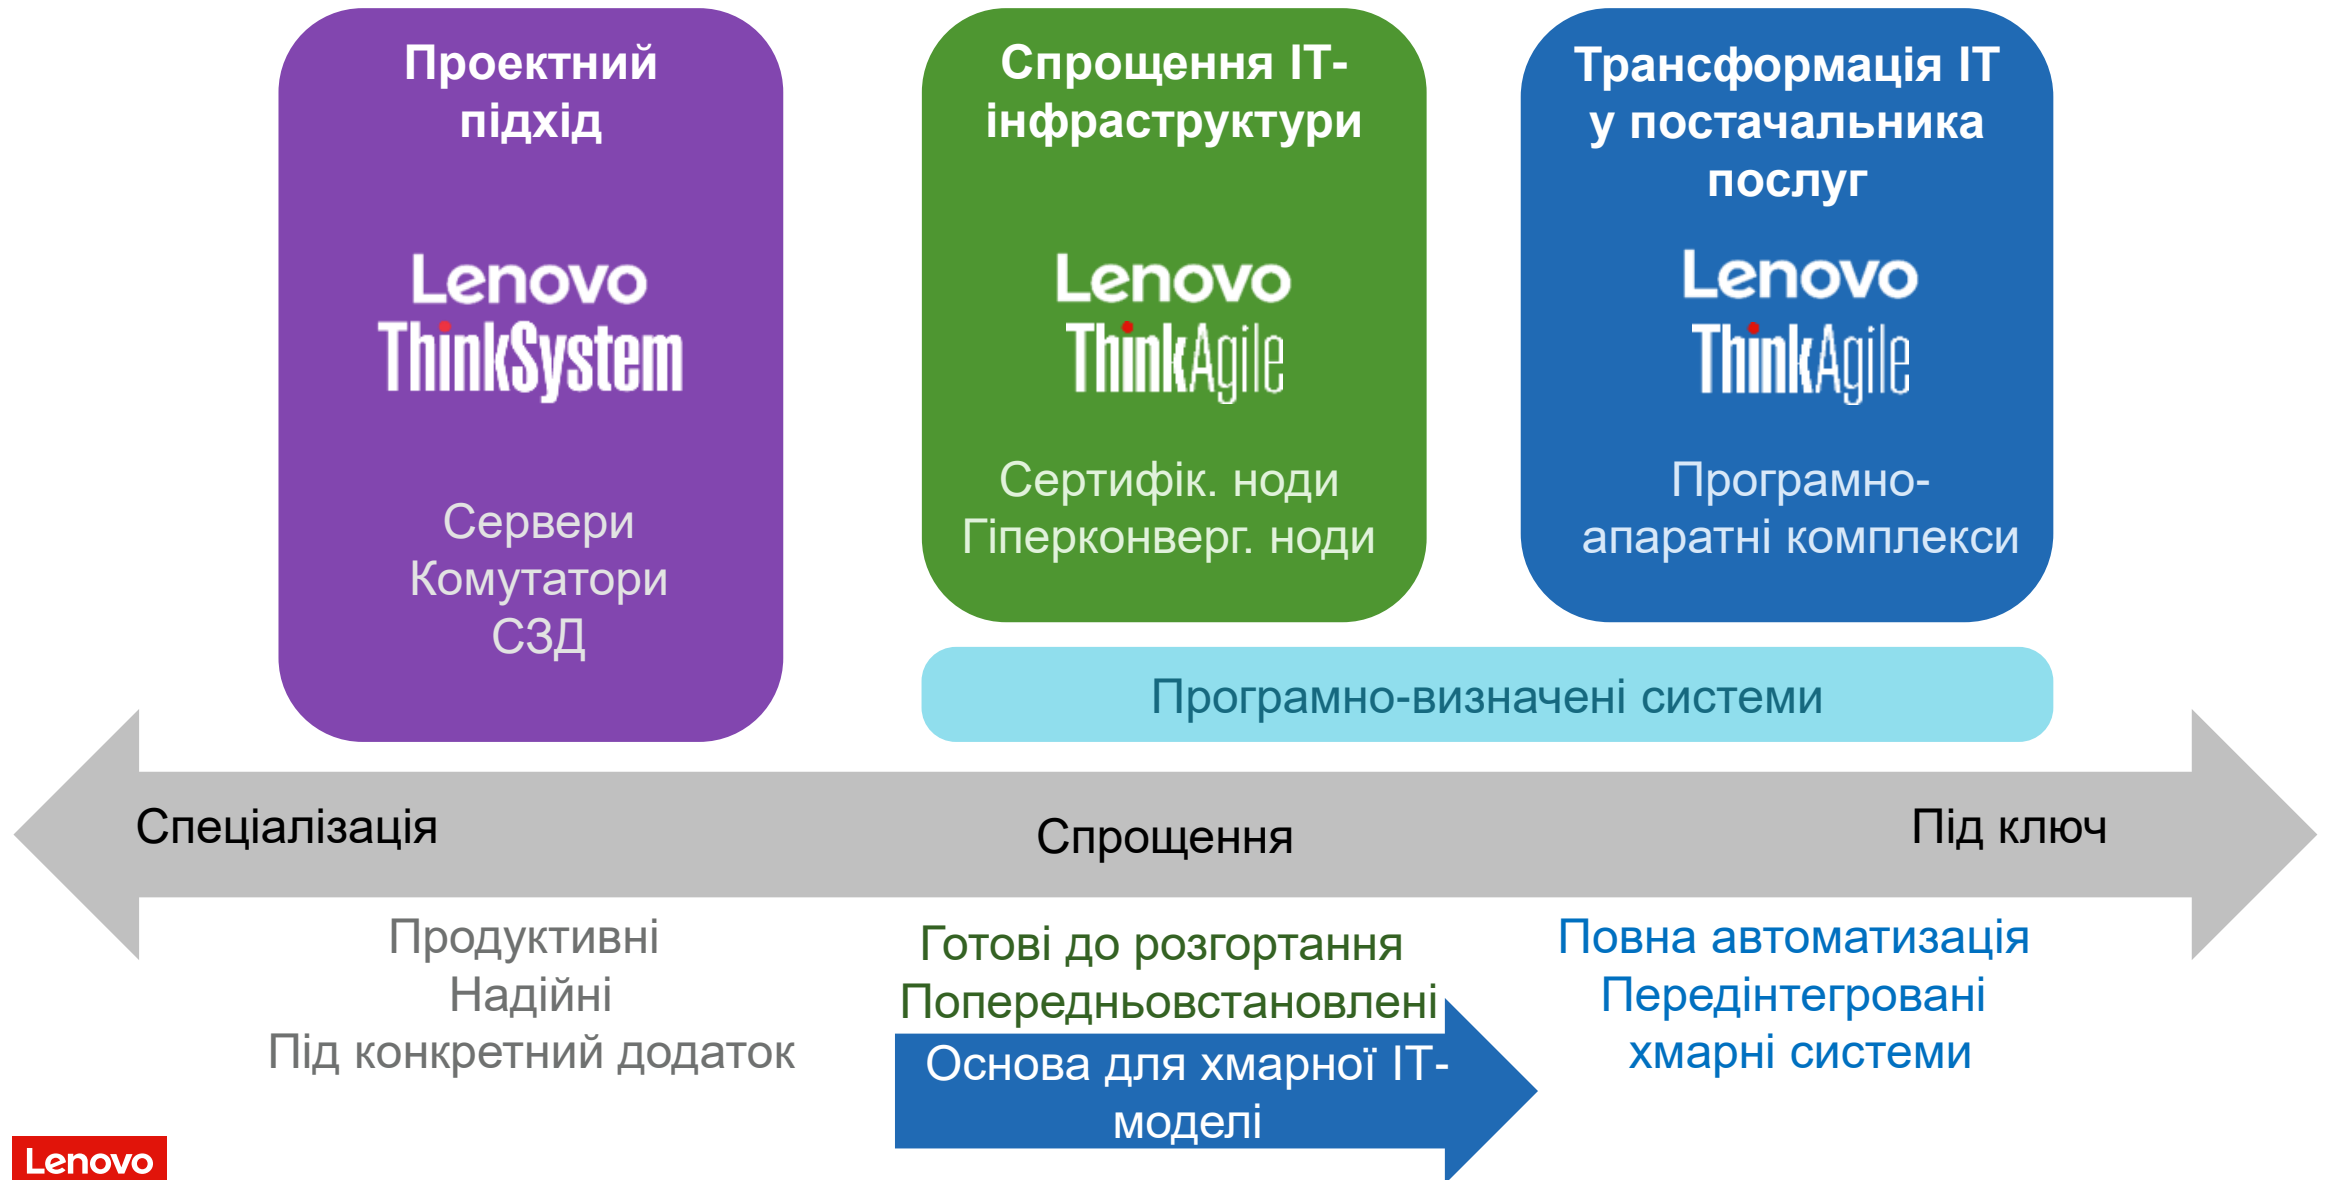 Проектний
підхід
Lenovo
ThinkSystem
Сервери
Комутатори
СЗД
Спрощення ІТ-
інфраструктури
Lenovo
ThinkAgile
Сертифік. ноди
Гіперконверг. ноди
Трансформація ІТ
у постачальника
послуг
Lenovo
ThinkAgile
Програмно-
апаратні комплекси
Програмно-визначені системи
Спеціалізація
Спрощення
Під ключ
Продуктивні
Надійні
Під конкретний додаток
Готові до розгортання
Попередньовстановлені
Основа для хмарної ІТ-
моделі
Повна автоматизація
Передінтегровані
хмарні системи
Lenovo